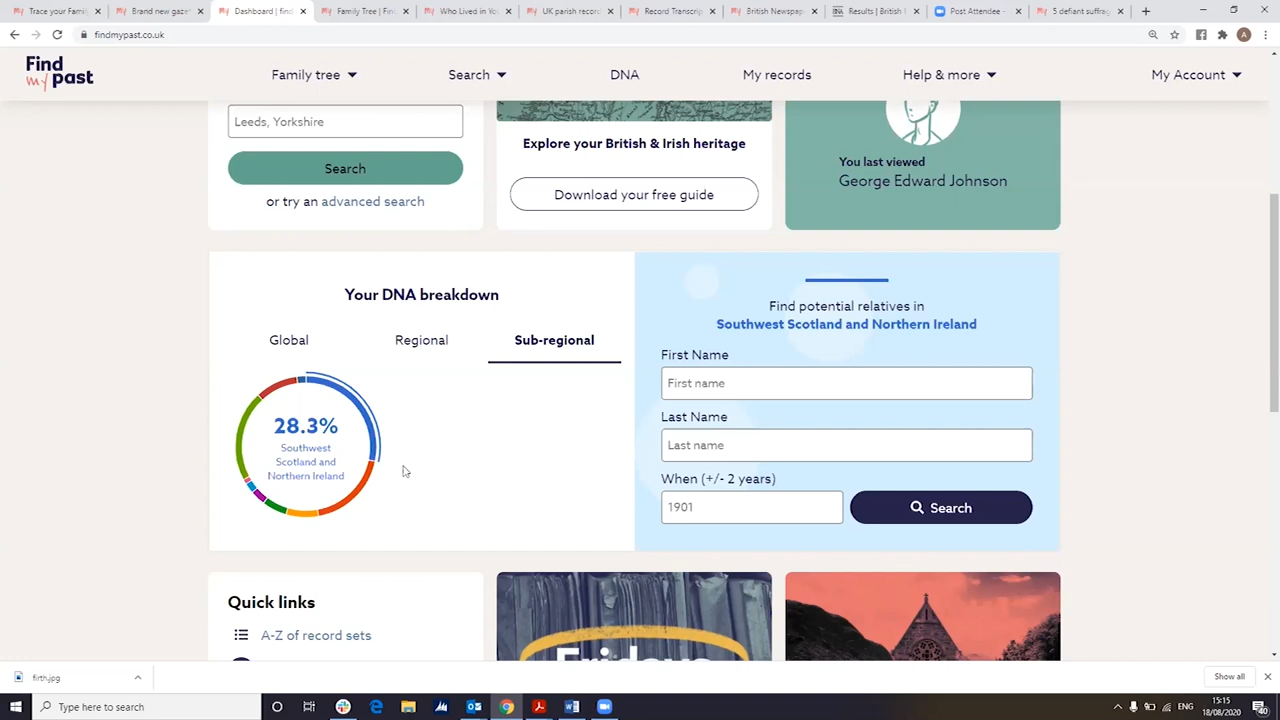 Trace your Family
Brand new gazer
Dashboard | find
Family Tree | Find
Who Lived in You
UK parish record
Record Transcrip
British Newspap
Results | British
Post Attendee -
5 defiant suffrag
findmypast.co.uk
A
Find my past
Family tree
Search
DNA
My records
Help & more
My Account
Leeds, Yorkshire
Search
or try an advanced search
Explore your British & Irish heritage
Download your free guide
You last viewed
George Edward Johnson
Your DNA breakdown
Global
Regional
Sub-regional
28.3%
Southwest
Scotland and
Northern Ireland
Find potential relatives in
Southwest Scotland and Northern Ireland
First Name
First name
Last Name
Last name
When (+/- 2 years)
1901
Search
Quick links
A-Z of record sets
Fridays
firth.jpg
Show all
Type here to search
ENG
15:15
18/08/2020
40